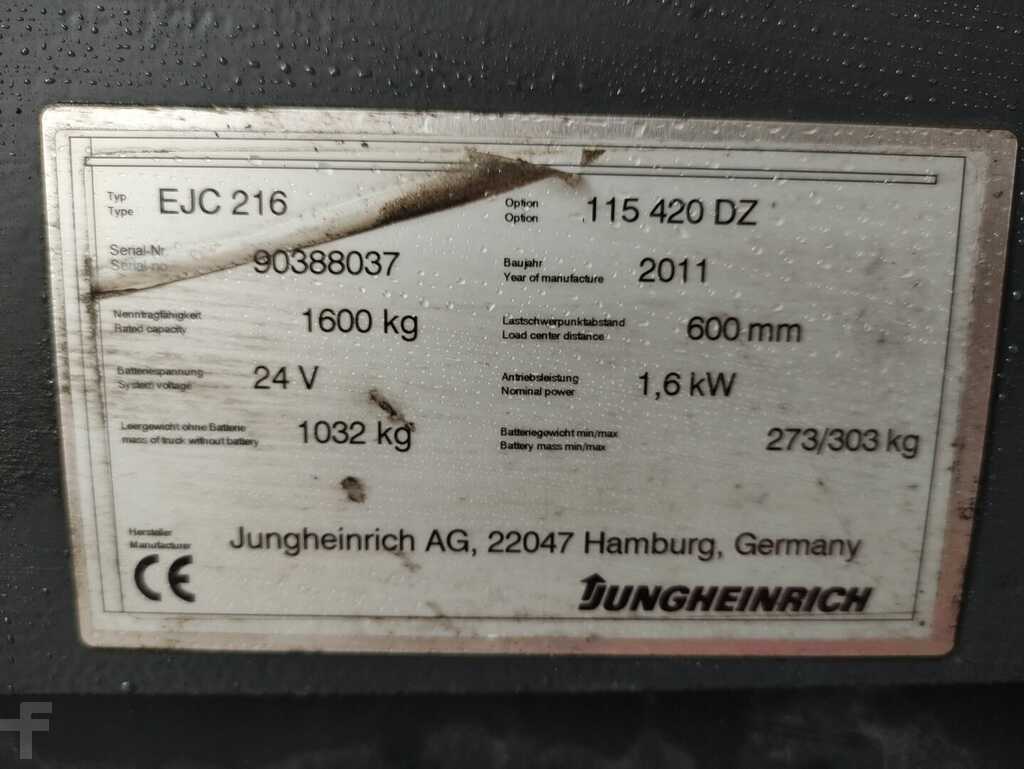 Typ
Type
EJC 216
Option
Option
115 420 DZ
Serial-Nr
Serial-no
90388037
Baujahr
Year of manufacture
2011
Nenntragfähigkeit
Rated capacity
1600 kg
Lastschwerpunktabstand
Load center distance
600 mm
Batteriespannung
System voltage
24 V
Antriebsleistung
Nominal power
1,6 kW
Leergewicht ohne Batterie
mass of truck without battery
1032 kg
Batteriegewicht min/max
Battery mass min/max
273/303 kg
Hersteller
Manufacturer
Jungheinrich AG, 22047 Hamburg, Germany
CE
JUNGHEINRICH
F